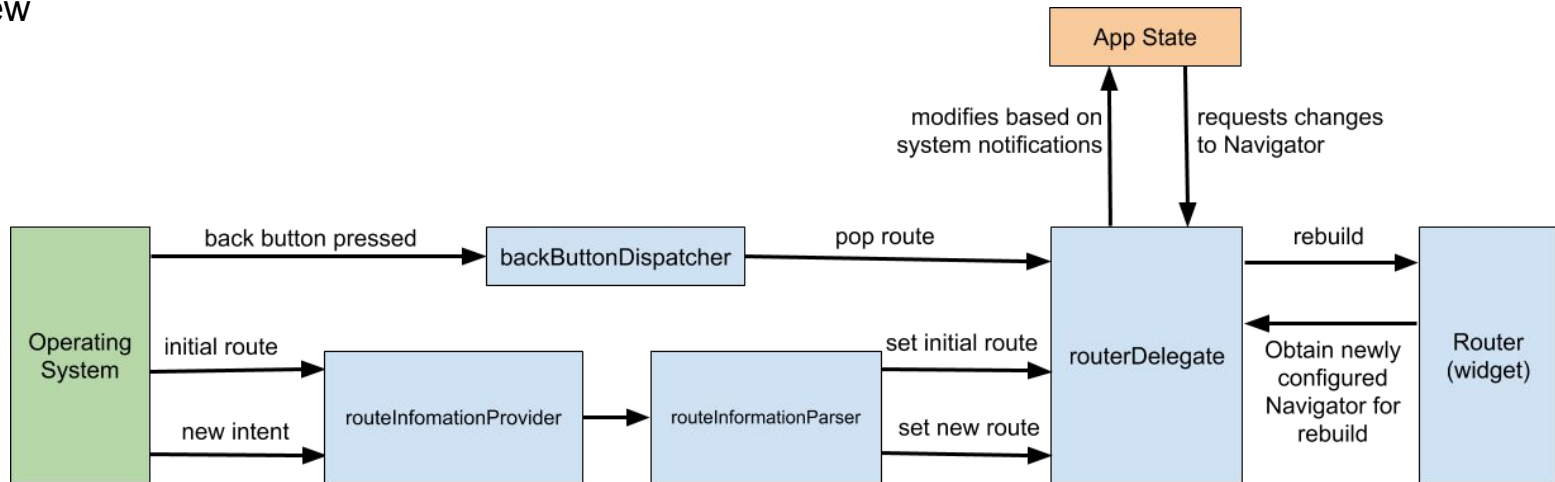 ew
App State
modifies based on
system notifications
requests changes
to Navigator
back button pressed
backButtonDispatcher
pop route
rebuild
Operating
System
initial route
new intent
routeInfomationProvider
routeInformationParser
set initial route
set new route
routerDelegate
Obtain newly
configured
Navigator for
rebuild
Router
(widget)